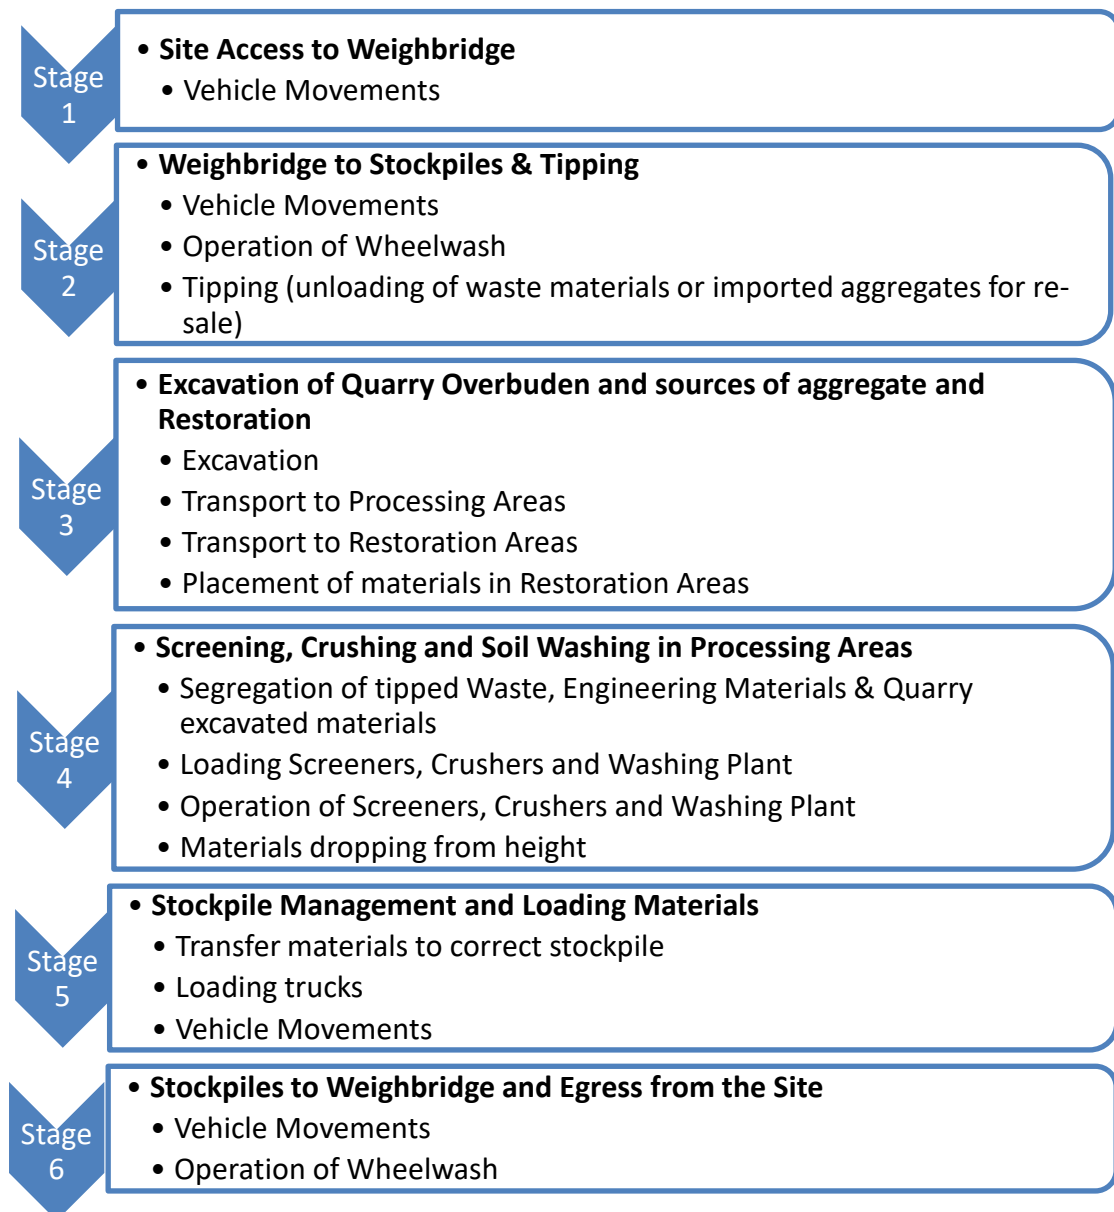 Stage
1
• Site Access to Weighbridge
• Vehicle Movements
Stage
2
• Weighbridge to Stockpiles & Tipping
• Vehicle Movements
• Operation of Wheelwash
• Tipping (unloading of waste materials or imported aggregates for re-
sale)
Stage
3
• Excavation of Quarry Overbuden and sources of aggregate and
Restoration
• Excavation
• Transport to Processing Areas
• Transport to Restoration Areas
• Placement of materials in Restoration Areas
Stage
4
• Screening, Crushing and Soil Washing in Processing Areas
• Segregation of tipped Waste, Engineering Materials & Quarry
excavated materials
• Loading Screeners, Crushers and Washing Plant
• Operation of Screeners, Crushers and Washing Plant
• Materials dropping from height
Stage
5
• Stockpile Management and Loading Materials
• Transfer materials to correct stockpile
• Loading trucks
• Vehicle Movements
Stage
6
• Stockpiles to Weighbridge and Egress from the Site
• Vehicle Movements
• Operation of Wheelwash